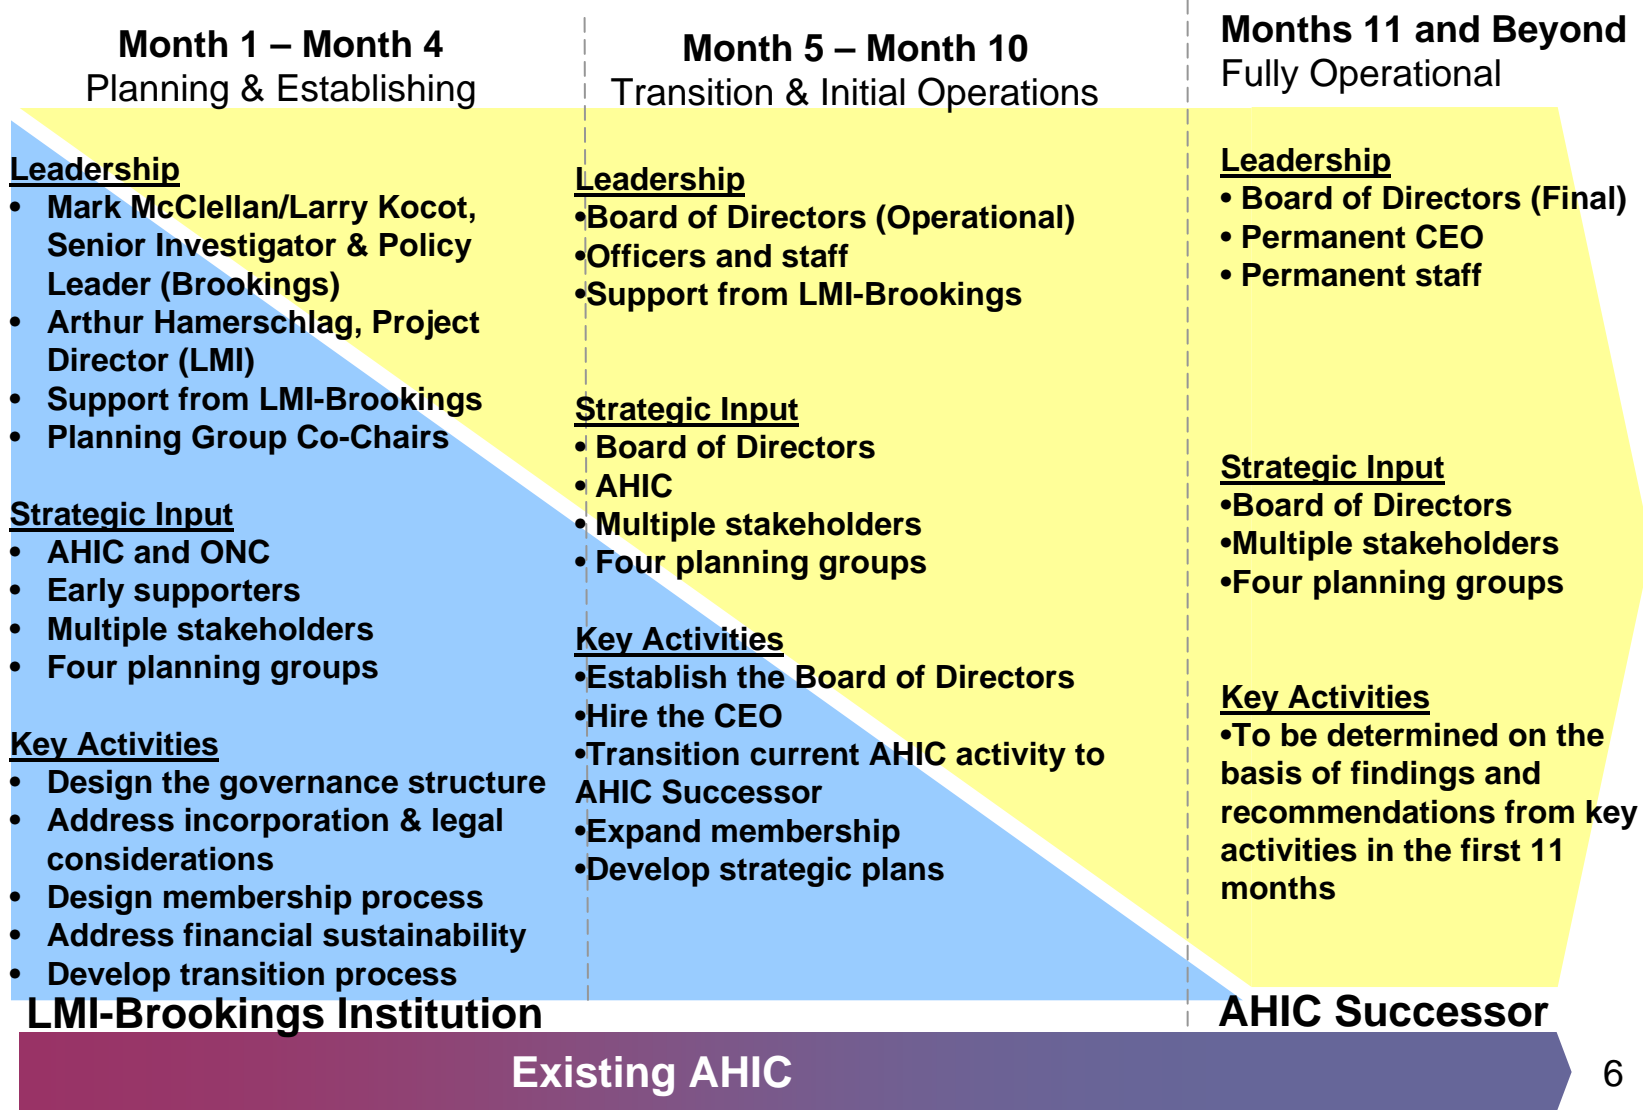 Month 1 – Month 4
Planning & Establishing
Leadership
• Mark McClellan/Larry Kocot,
Senior Investigator & Policy
Leader (Brookings)
• Arthur Hamerschlag, Project
Director (LMI)
• Support from LMI-Brookings
• Planning Group Co-Chairs
Strategic Input
• AHIC and ONC
• Early supporters
• Multiple stakeholders
• Four planning groups
Key Activities
• Design the governance structure
• Address incorporation & legal
considerations
• Design membership process
• Address financial sustainability
• Develop transition process
LMI-Brookings Institution
Month 5 – Month 10
Transition & Initial Operations
Leadership
•Board of Directors (Operational)
•Officers and staff
•Support from LMI-Brookings
Strategic Input
• Board of Directors
• AHIC
• Multiple stakeholders
• Four planning groups
Key Activities
•Establish the Board of Directors
•Hire the CEO
•Transition current AHIC activity to
AHIC Successor
•Expand membership
•Develop strategic plans
Months 11 and Beyond
Fully Operational
Leadership
• Board of Directors (Final)
• Permanent CEO
• Permanent staff
Strategic Input
•Board of Directors
•Multiple stakeholders
•Four planning groups
Key Activities
•To be determined on the
basis of findings and
recommendations from key
activities in the first 11
months
AHIC Successor
Existing AHIC
6